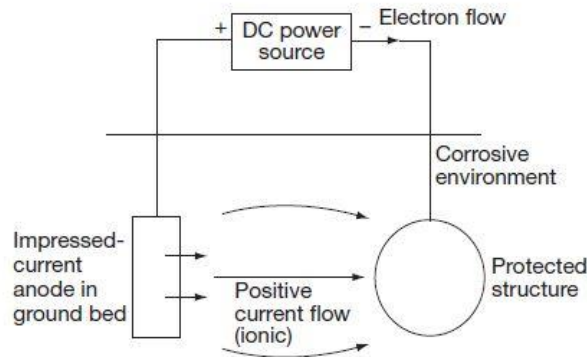 +
DC power
source
− Electron flow
Corrosive
environment
Impressed-
current
anode in
ground bed
Positive
current flow
(ionic)
Protected
structure